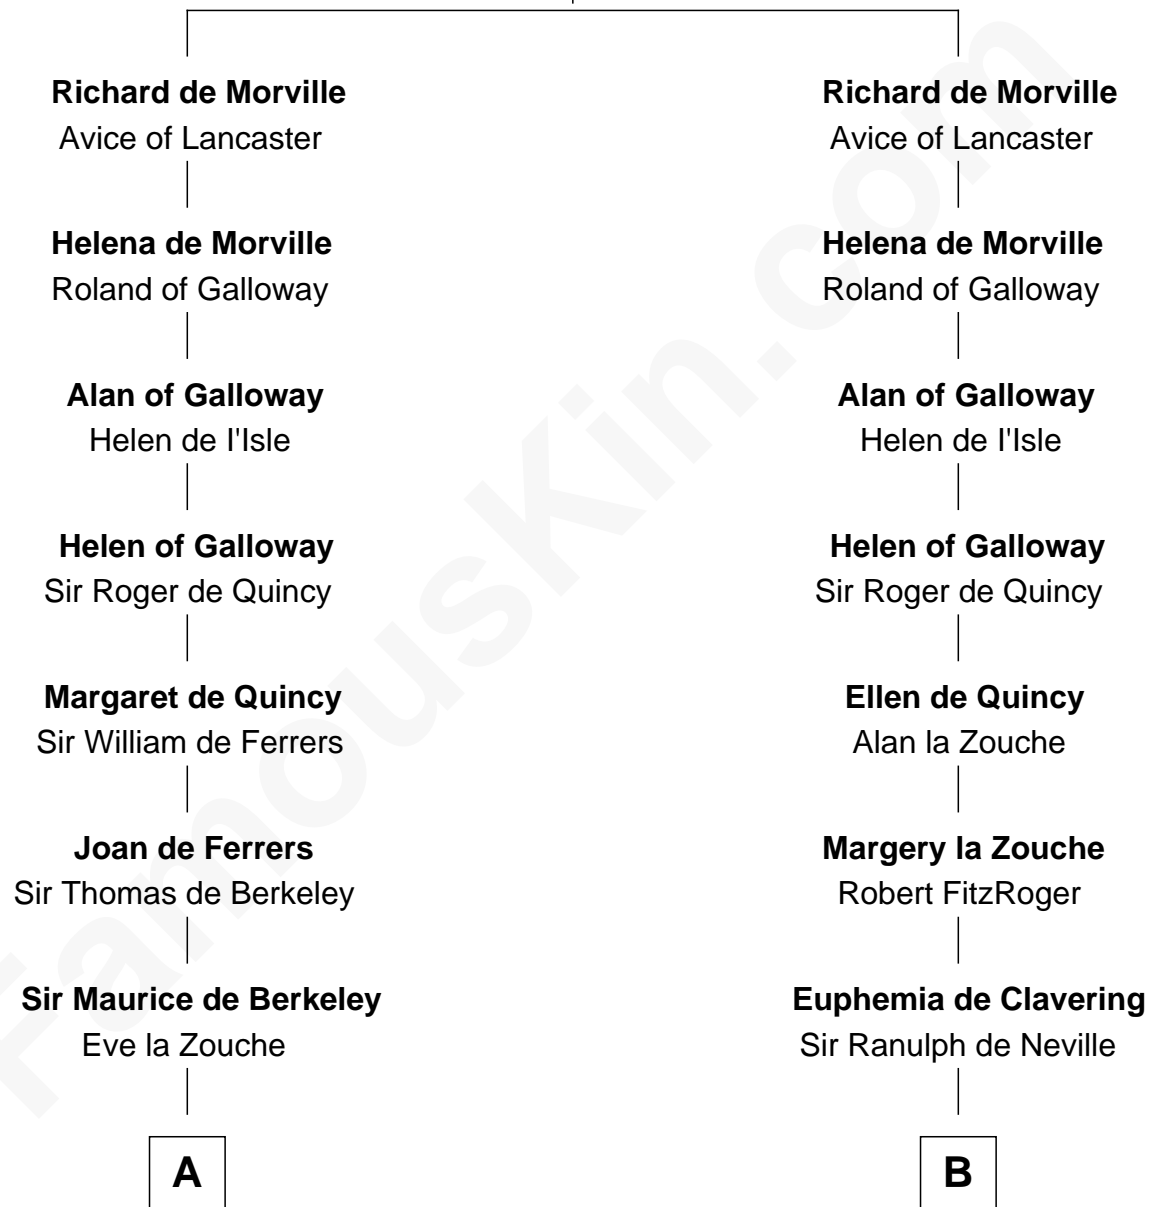 Richard de Morville
Avice of Lancaster
Helena de Morville
Roland of Galloway
Alan of Galloway
Helen de l'Isle
Helen of Galloway
Sir Roger de Quincy
Margaret de Quincy
Sir William de Ferrers
Joan de Ferrers
Sir Thomas de Berkeley
Sir Maurice de Berkeley
Eve la Zouche
A
Richard de Morville
Avice of Lancaster
Helena de Morville
Roland of Galloway
Alan of Galloway
Helen de l'Isle
Helen of Galloway
Sir Roger de Quincy
Ellen de Quincy
Alan la Zouche
Margery la Zouche
Robert FitzRoger
Euphemia de Clavering
Sir Ranulph de Neville
B
FamousKin.com